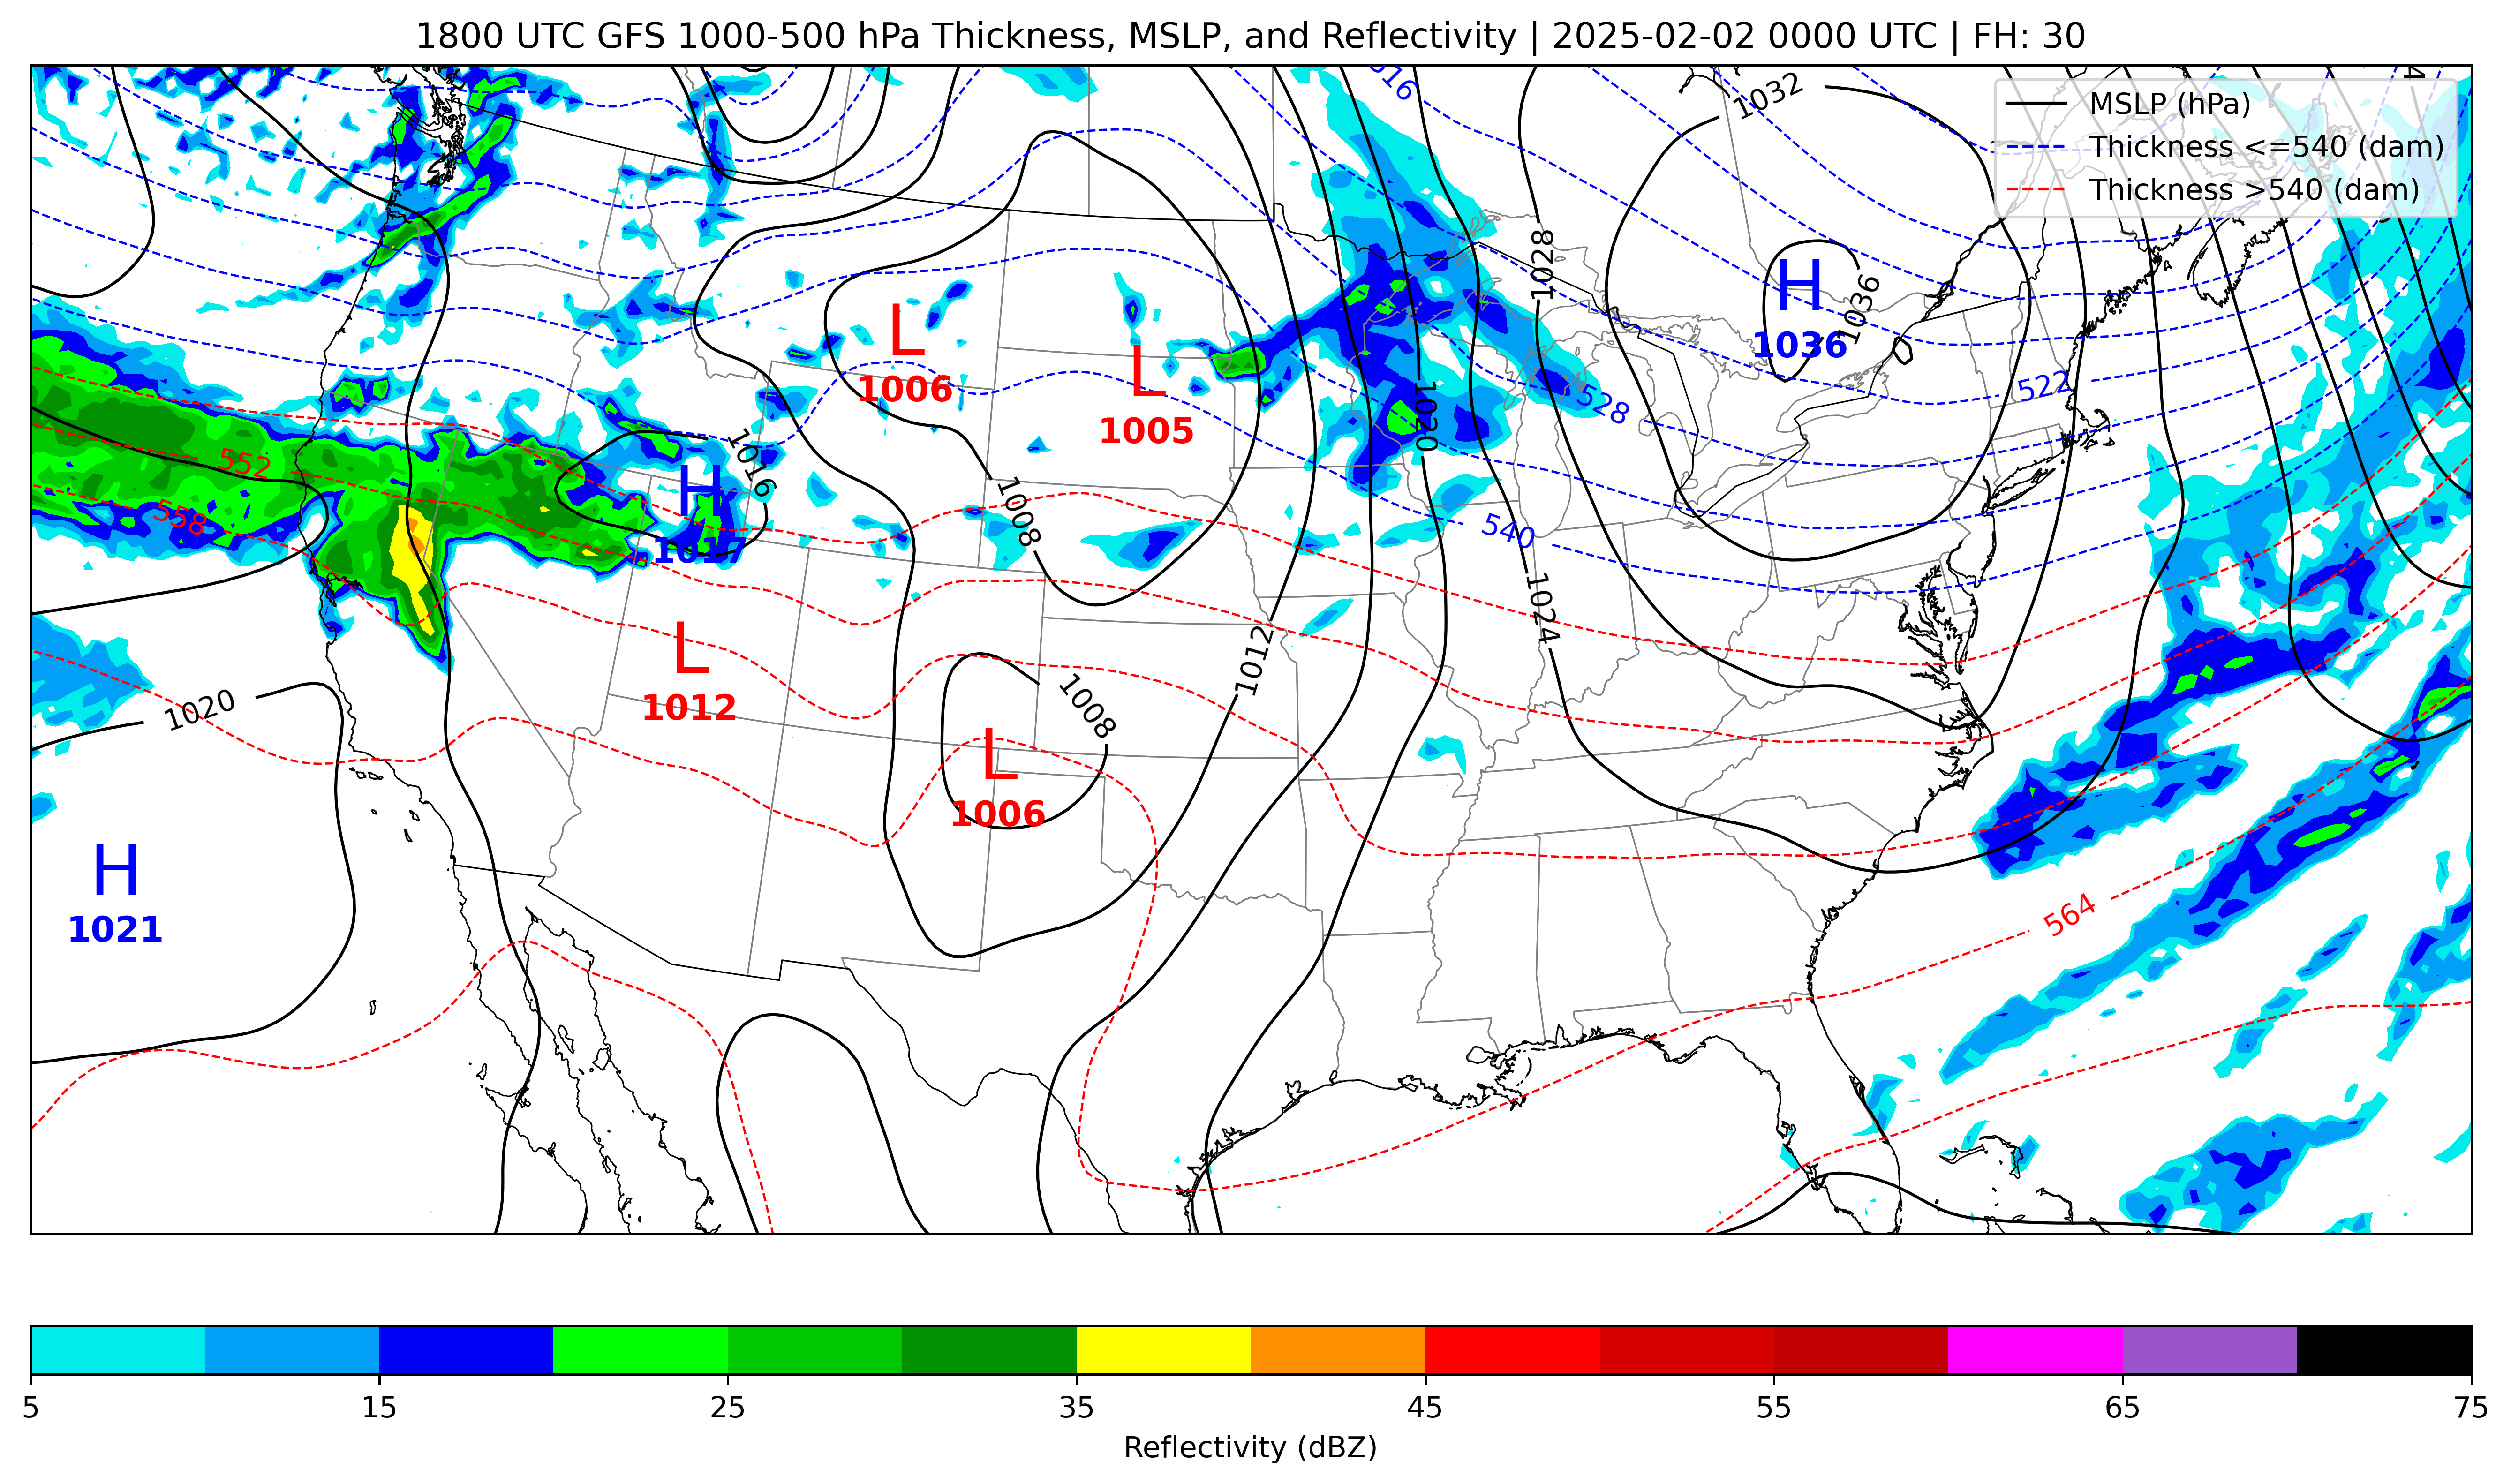 1800 UTC GFS 1000-500 hPa Thickness, MSLP, and Reflectivity | 2025-02-02 0000 UTC | FH: 30
516
1032
4
MSLP (hPa)
Thickness <=540 (dam)
Thickness >540 (dam)
1028
H
1036
1036
L
1006
L
1005
522
528
1020
552
1016
558
H
1017
1008
540
1024
L
1012
1012
1020
1008
L
1006
H
1021
564
5
15
25
35
45
55
65
75
Reflectivity (dBZ)